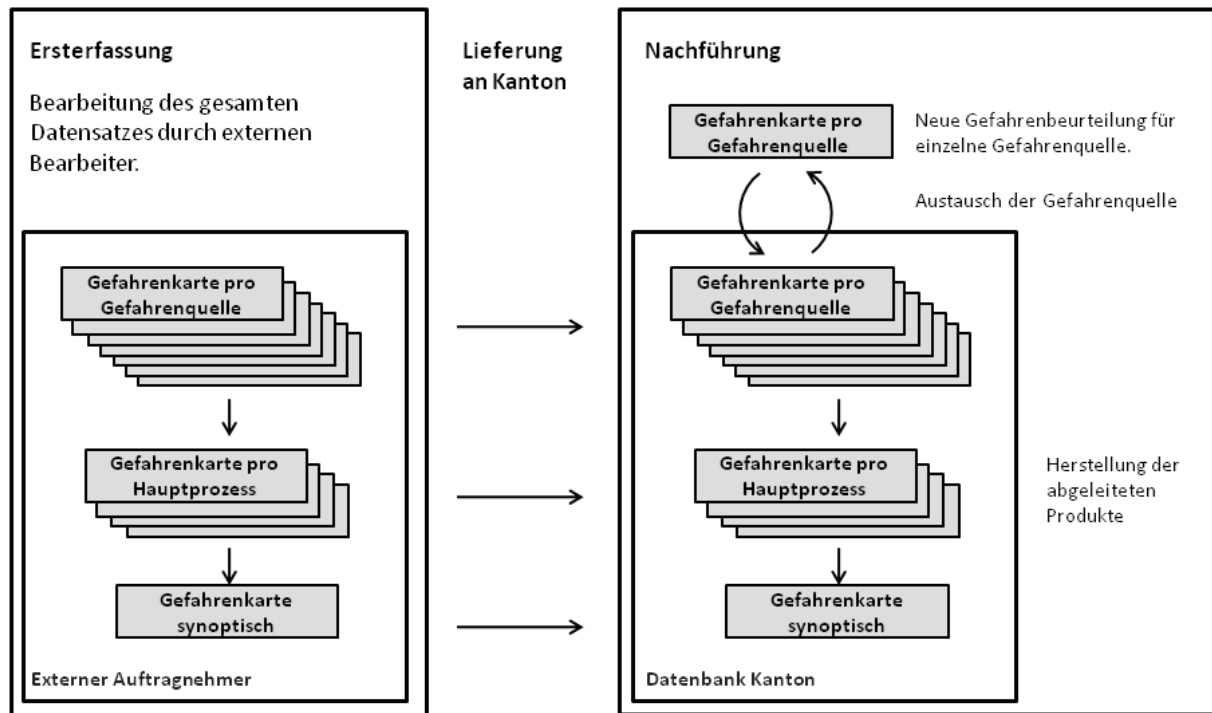 Ersterfassung
Bearbeitung des gesamten
Datensatzes durch externen
Bearbeiter.
Gefahrenkarte pro
Gefahrenquelle
Gefahrenkarte pro
Hauptprozess
Gefahrenkarte
synoptisch
Externer Auftragnehmer
Lieferung
an Kanton
Nachführung
Gefahrenkarte pro
Gefahrenquelle
Neue Gefahrenbeurteilung für
einzelne Gefahrenquelle.
Austausch der Gefahrenquelle
Gefahrenkarte pro
Gefahrenquelle
Gefahrenkarte pro
Hauptprozess
Herstellung der
abgeleiteten
Produkte
Gefahrenkarte
synoptisch
Datenbank Kanton